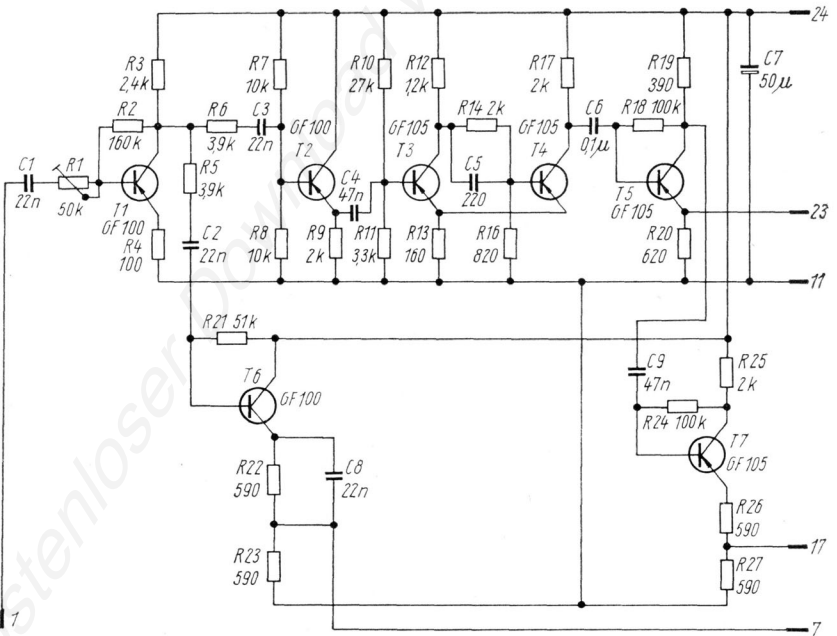 24
R3
2,4k
R7
10k
R10
27k
R12
1,2k
R17
2k
R19
390
C7
50µ
R2
160k
R6
3,9k
C3
22n
GF100
T2
GF105
T3
R14 2k
GF105
T4
C6
0,1µ
R18 100k
C1
22n
R1
50k
T1
GF100
R5
3,9k
C4
47n
C5
220
T5
GF105
23
R4
100
C2
22n
R8
10k
R9
2k
R11
3,3k
R13
160
R16
820
R20
620
11
R21 51k
T6
GF100
C9
47n
R25
2k
R24 100k
T7
GF105
R22
590
C8
22n
R26
590
17
R23
590
R27
590
1
7